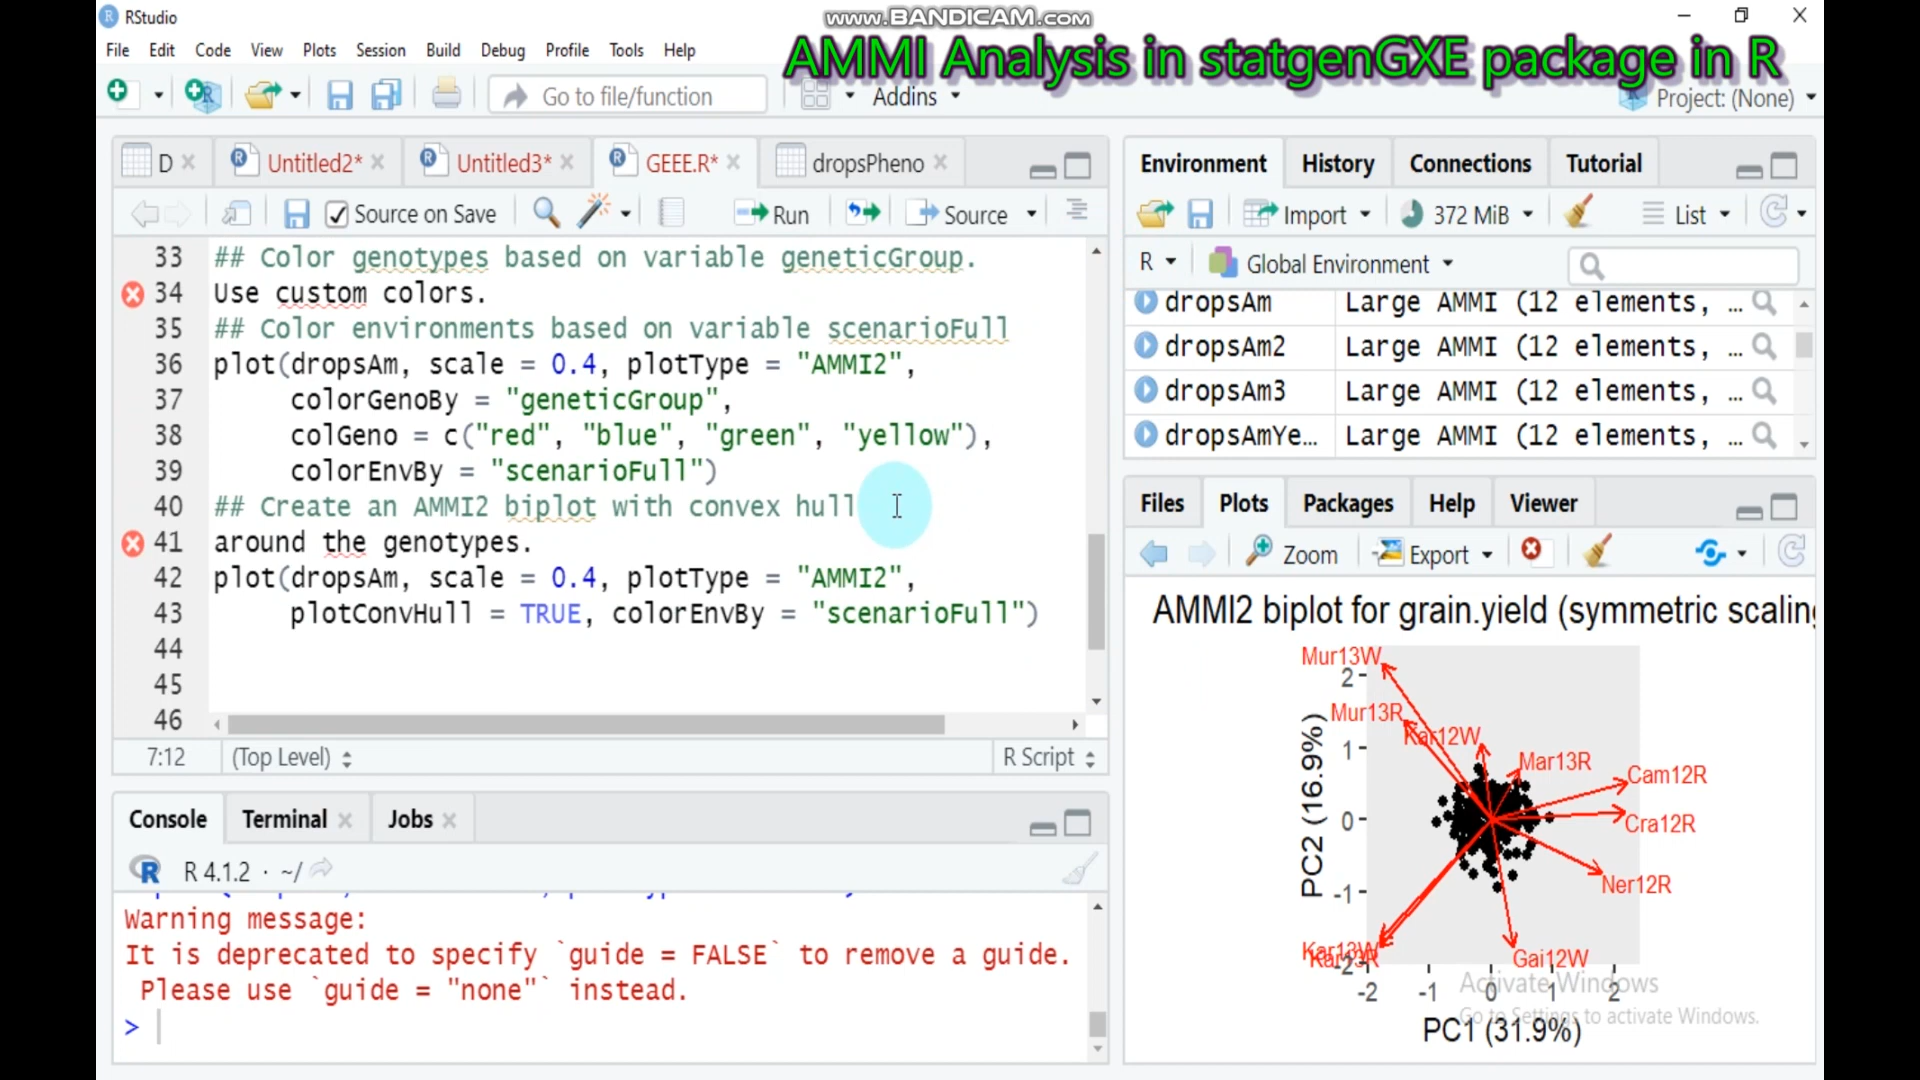 RStudio
www.BANDICAM.com
File Edit Code View Plots Session Build Debug Profile Tools Help
AMMI Analysis in statgenGXE package in R
Go to file/function
Addins
Project: (None)
D
Untitled2*
Untitled3*
GEEE.R*
dropsPheno
Source on Save
Run
Source
33 ## Color genotypes based on variable geneticGroup.
34 Use custom colors.
35 ## Color environments based on variable scenarioFull
36 plot(dropsAm, scale = 0.4, plotType = "AMMI2",
37 colorGenoBy = "geneticGroup",
38 colGeno = c("red", "blue", "green", "yellow"),
39 colorEnvBy = "scenarioFull")
40 ## Create an AMMI2 biplot with convex hull
41 around the genotypes.
42 plot(dropsAm, scale = 0.4, plotType = "AMMI2",
43 plotConvHull = TRUE, colorEnvBy = "scenarioFull")
44
45
46
7:12 (Top Level) R Script
Console Terminal Jobs
R 4.1.2 · ~/
Warning message:
It is deprecated to specify `guide = FALSE` to remove a guide.
Please use `guide = "none"` instead.
>
Environment History Connections Tutorial
Import 372 MiB List
R Global Environment
dropsAm Large AMMI (12 elements, …
dropsAm2 Large AMMI (12 elements, …
dropsAm3 Large AMMI (12 elements, …
dropsAmYe… Large AMMI (12 elements, …
Files Plots Packages Help Viewer
Zoom Export
AMMI2 biplot for grain.yield (symmetric scaling
Mur13W
2
Mur13R
Kar12W
1
Mar13R
Cam12R
0
Cra12R
PC2 (16.9%)
Ner12R
-1
Kar13W
Kar13R
-2
Gai12W
-2 -1 0 1 2
PC1 (31.9%)
Activate Windows
Go to Settings to activate Windows.